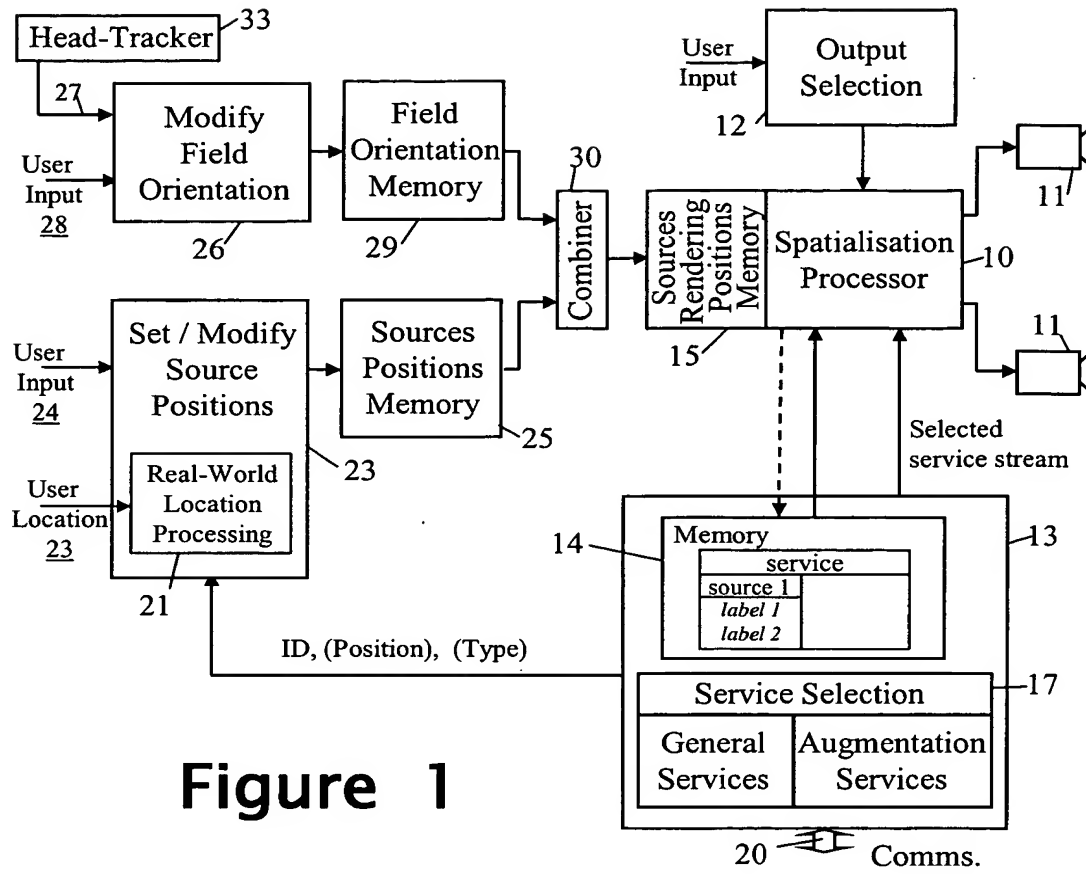 33
Head-Tracker
27
Modify
Field
Orientation
26
User
Input
28
Field
Orientation
Memory
29
30
Combiner
User
Input
Output
Selection
12
Sources
Rendering
Positions
Memory
15
Spatialisation
Processor
10
11
11
User
Input
24
Set / Modify
Source
Positions
23
Sources
Positions
Memory
25
User
Location
23
Real-World
Location
Processing
21
Selected
service stream
13
14
Memory
service
source 1
label 1
label 2
ID, (Position), (Type)
17
Service Selection
General
Services
Augmentation
Services
20
Comms.
Figure 1